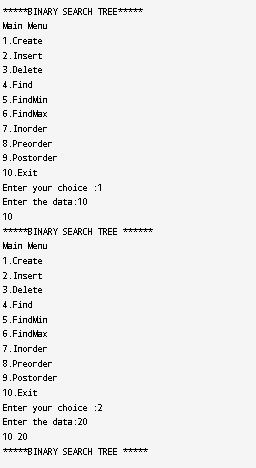 *****BINARY SEARCH TREE*****
Main Menu
1.Create
2.Insert
3.Delete
4.Find
5.FindMin
6.FindMax
7.Inorder
8.Preorder
9.Postorder
10.Exit
Enter your choice :1
Enter the data:10
10
*****BINARY SEARCH TREE ******
Main Menu
1.Create
2.Insert
3.Delete
4.Find
5.FindMin
6.FindMax
7.Inorder
8.Preorder
9.Postorder
10.Exit
Enter your choice :2
Enter the data:20
10 20
*****BINARY SEARCH TREE *****